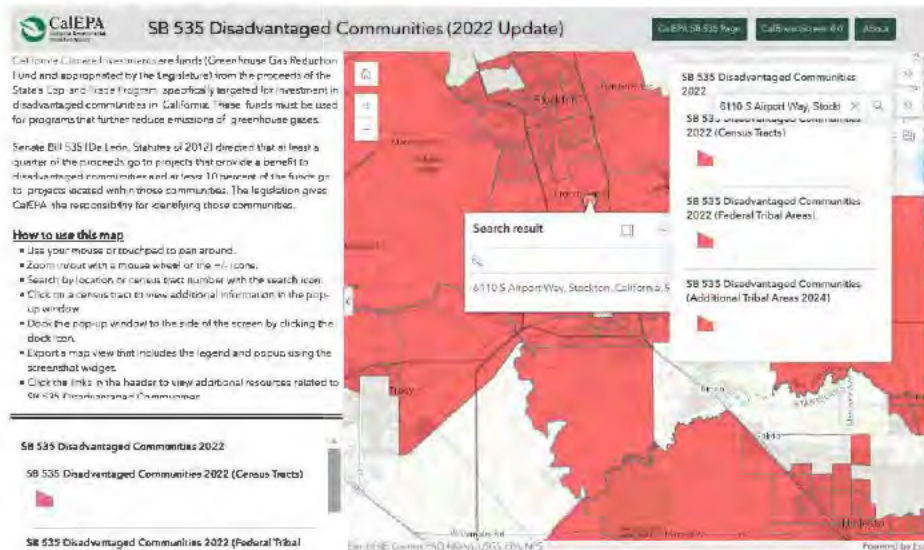 CalEPA
SB 535 Disadvantaged Communities (2022 Update)
CalEPA SB 535 Page
CalEnviroScreen 4.0
About
California Climate Investments are funds (Greenhouse Gas Reduction
Fund and appropriated by the Legislature) from the proceeds of the
State's Cap-and-Trade Program, specifically targeted for investment in
disadvantaged communities in California. These funds must be used
for programs that further reduce emissions of greenhouse gases.
Senate Bill 535 (De León, Statutes of 2012) directed that at least a
quarter of the proceeds go to projects that provide a benefit to
disadvantaged communities and at least 10 percent of the funds go
to projects located within those communities. The legislation gives
CalEPA the responsibility for identifying those communities.
How to use this map
▪ Use your mouse or touchpad to pan around.
▪ Zoom in/out with a mouse wheel or the +/- icons.
▪ Search by location or census tract number with the search icon.
▪ Click on a census tract to view additional information in the pop-
up window.
▪ Dock the pop-up window to the side of the screen by clicking the
dock icon.
▪ Export a map view that includes the legend and popup using the
screenshot widget.
▪ Click the links in the header to view additional resources related to
SB 535 Disadvantaged Communities
SB 535 Disadvantaged Communities 2022
SB 535 Disadvantaged Communities 2022 (Census Tracts)
SB 535 Disadvantaged Communities 2022 (Federal Tribal
Stockton
Search result
6110 S Airport Way, Stockton, California, 9
Tracy
Ripon
Salida
Modesto
SB 535 Disadvantaged Communities
2022
6110 S Airport Way, Stockt
SB 535 Disadvantaged Communities
2022 (Census Tracts)
SB 535 Disadvantaged Communities
2022 (Federal Tribal Areas)
SB 535 Disadvantaged Communities
(Additional Tribal Areas 2024)
Powered by Es